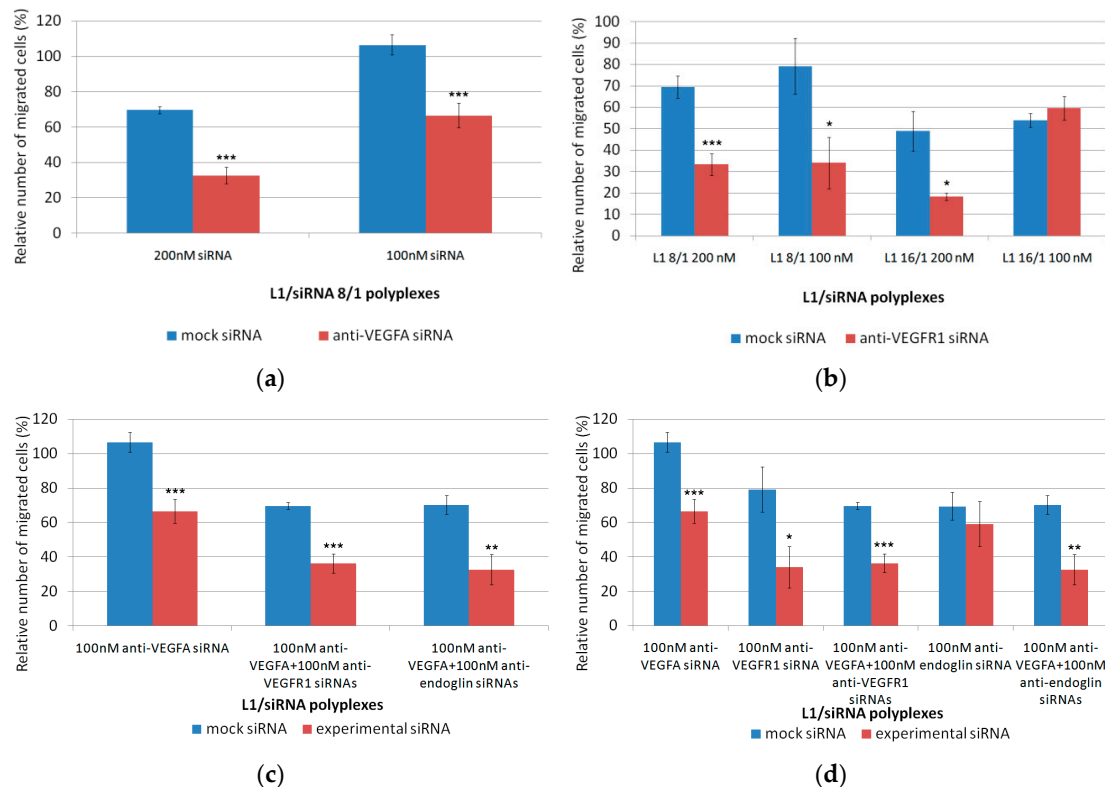 Relative number of migrated cells (%)
120
100
80
60
40
20
0
***
***
200nM siRNA
100nM siRNA
L1/siRNA 8/1 polyplexes
mock siRNA
anti-VEGFA siRNA
(a)
Relative number of migrated cells (%)
100
90
80
70
60
50
40
30
20
10
0
***
*
*
L1 8/1 200 nM
L1 8/1 100 nM
L1 16/1 200 nM
L1 16/1 100 nM
L1/siRNA polyplexes
mock siRNA
anti-VEGFR1 siRNA
(b)
Relative number of migrated cells (%)
120
100
80
60
40
20
0
***
***
**
100nM anti-VEGFA siRNA
100nM anti-
VEGFA+100nM anti-
VEGFR1 siRNAs
100nM anti-
VEGFA+100nM anti-
endoglin siRNAs
L1/siRNA polyplexes
mock siRNA
experimental siRNA
(c)
Relative number of migrated cells (%)
120
100
80
60
40
20
0
***
*
***
**
100nM anti-
VEGFA siRNA
100nM anti-
VEGFR1 siRNA
100nM anti-
VEGFA+100nM
anti-VEGFR1
siRNAs
100nM anti-
endoglin siRNA
100nM anti-
VEGFA+100nM
anti-endoglin
siRNAs
L1/siRNA polyplexes
mock siRNA
experimental siRNA
(d)